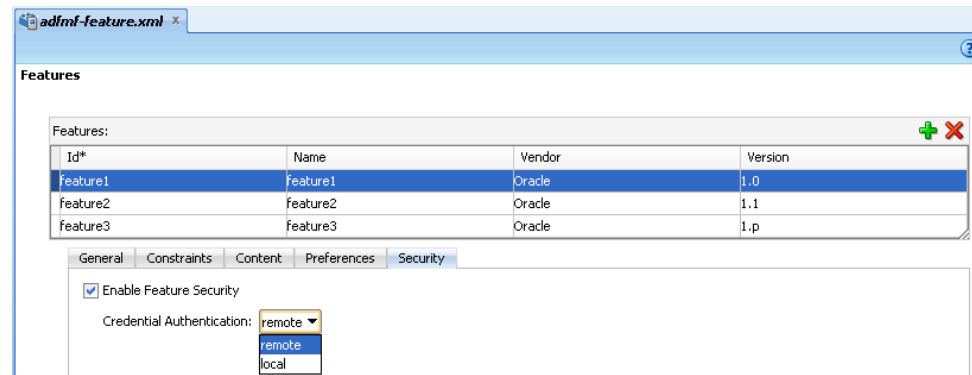 adfmf-feature.xml
Features
Features:
Id* Name Vendor Version
feature1 feature1 Oracle 1.0
feature2 feature2 Oracle 1.1
feature3 feature3 Oracle 1.p
General Constraints Content Preferences Security
Enable Feature Security
Credential Authentication: remote
remote
local